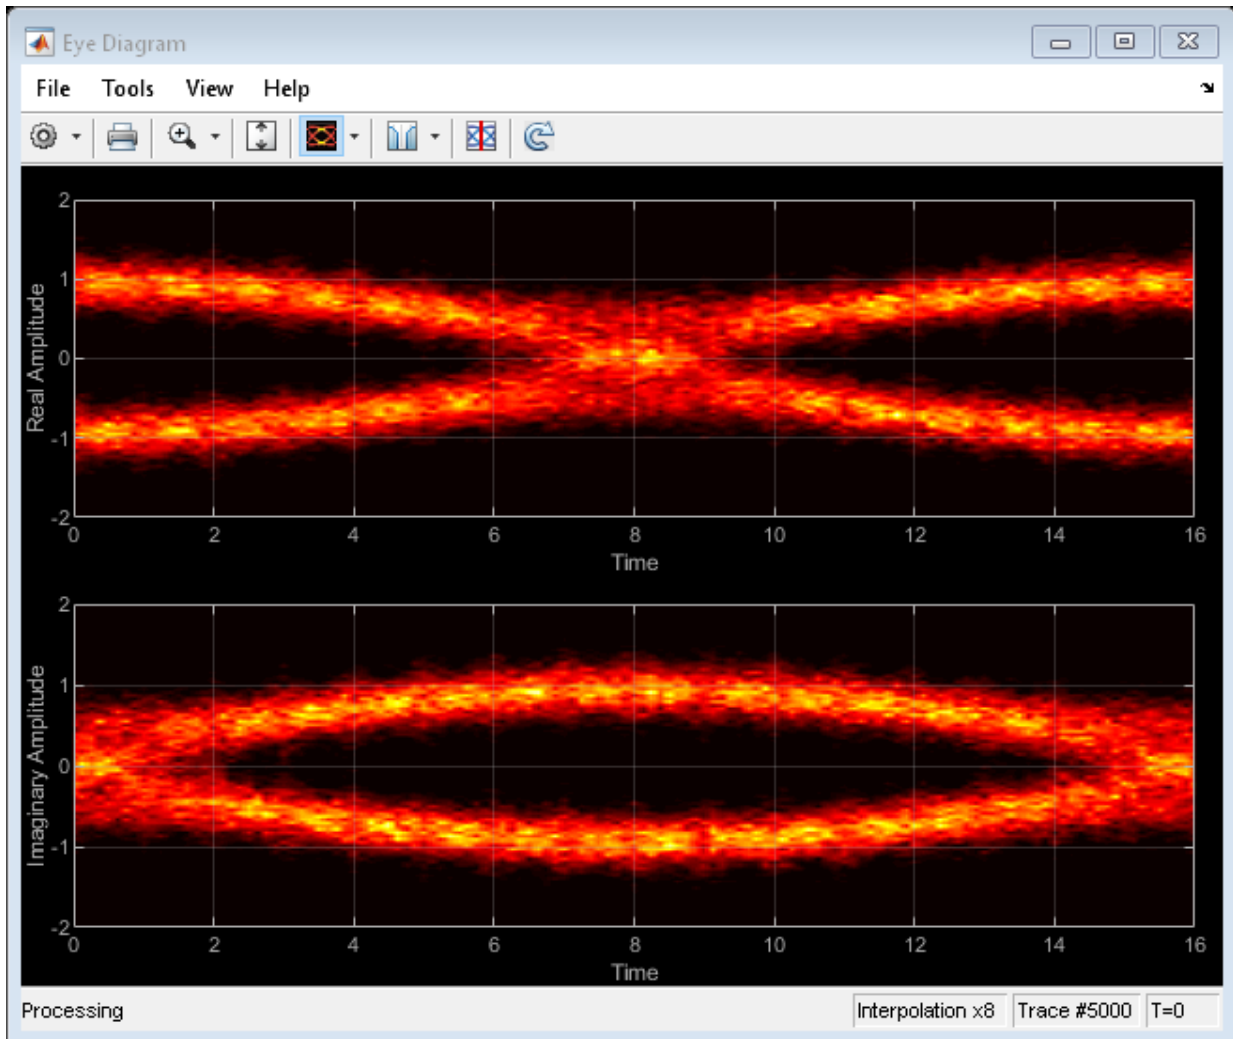 Eye Diagram
File Tools View Help
2
1
0
-1
-2
Real Amplitude
0 2 4 6 8 10 12 14 16
Time
2
1
0
-1
-2
Imaginary Amplitude
0 2 4 6 8 10 12 14 16
Time
Processing Interpolation x8 Trace #5000 T=0